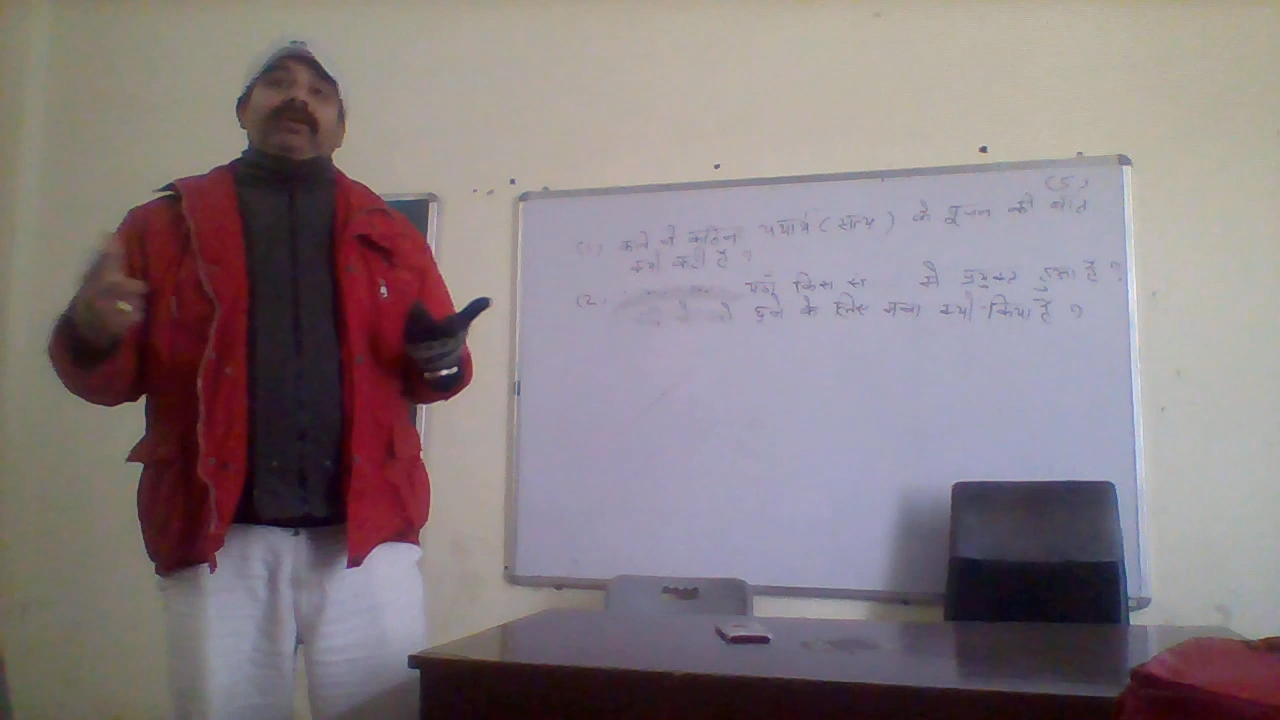 (5)
(1) कवि ने कठिन यथार्थ (सत्य) के पूजन की बात
क्यों कही है ?
(2) यहाँ किस में प्रयुक्त हुआ है ?
छूने के लिए मना क्यों किया है ?